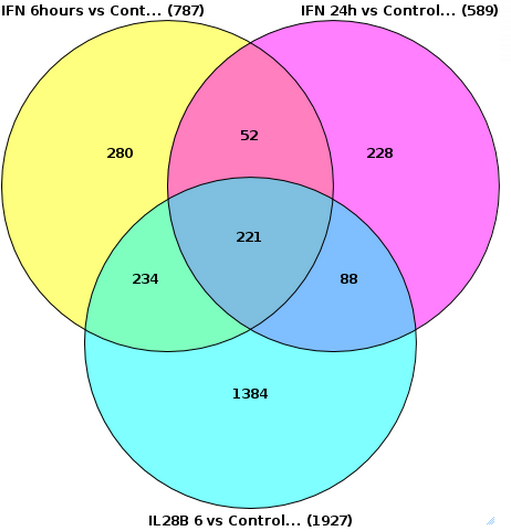 IFN 6hours vs Cont... (787)
IFN 24h vs Control... (589)
52
280
228
221
234
88
1384
IL28B 6 vs Control... (1927)